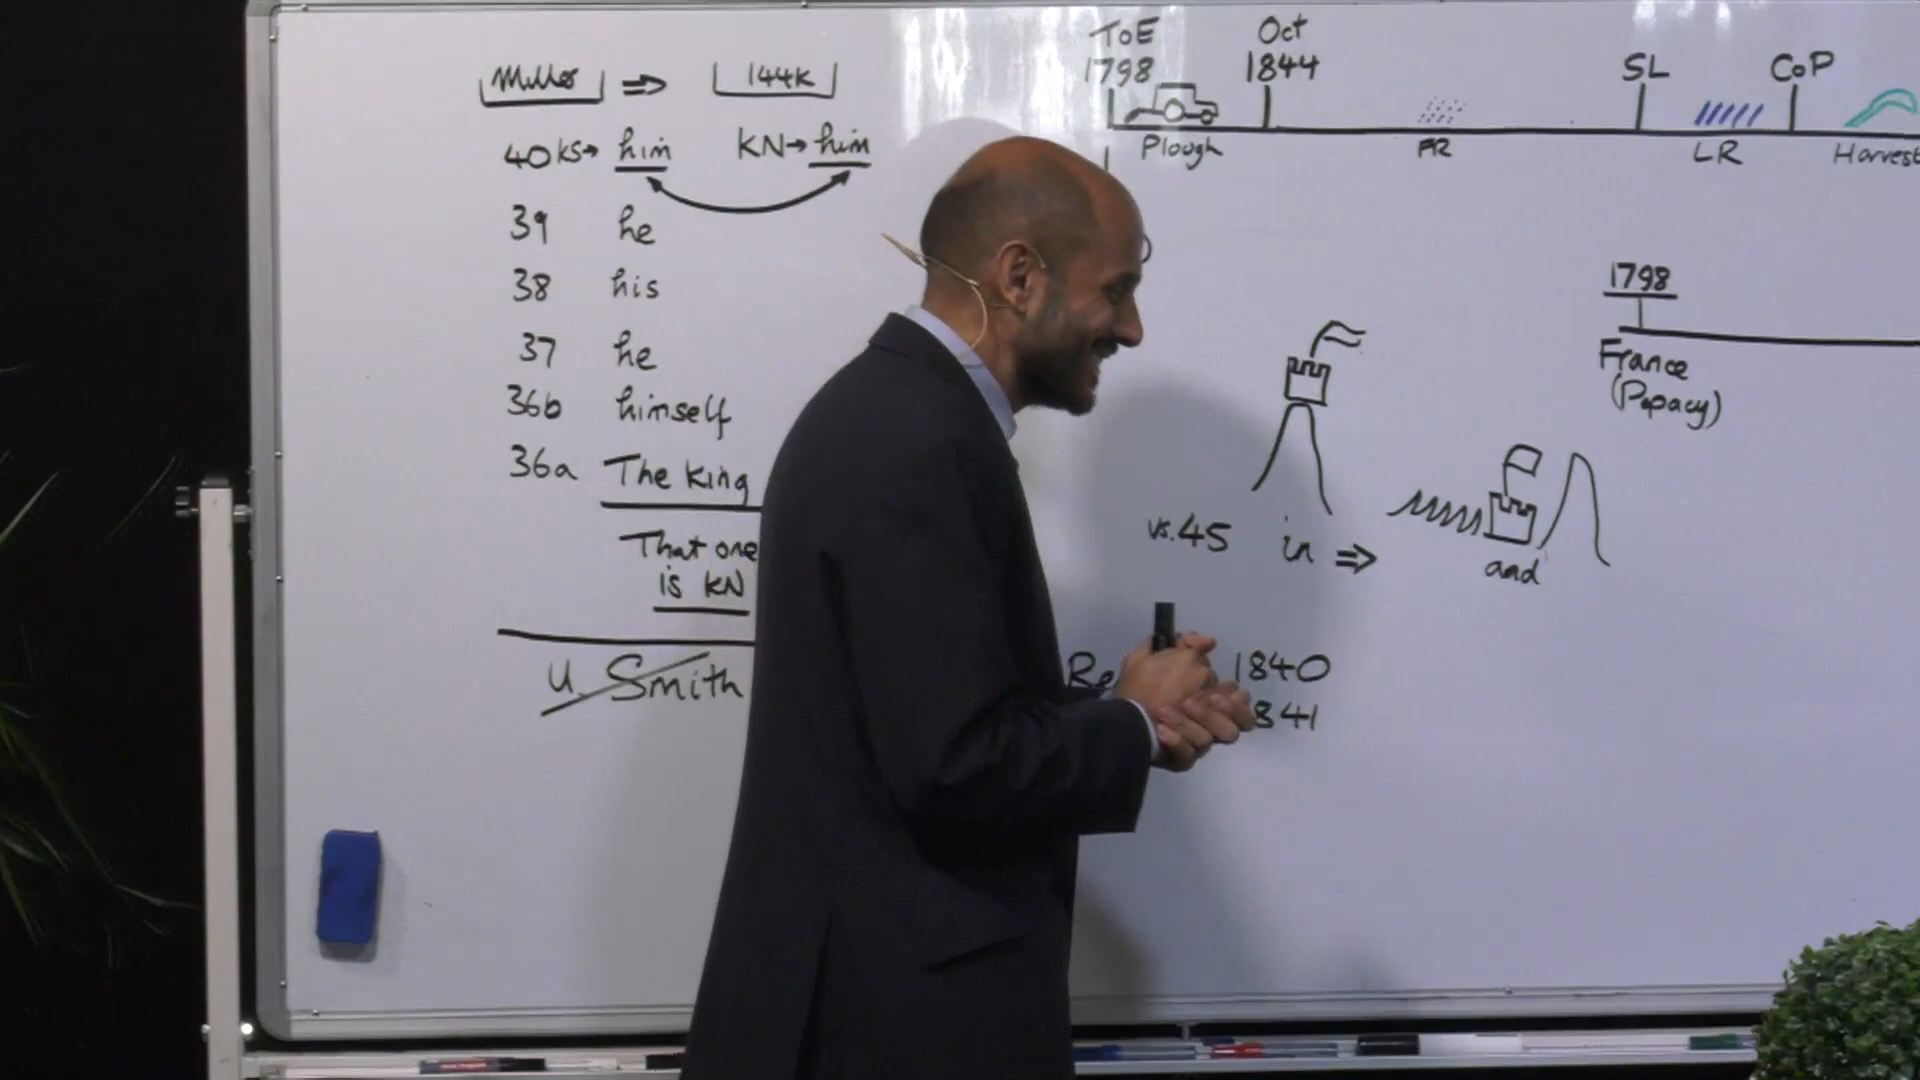 Miller ⇒ 144K
40 KS→ him KN→ him
39 he
38 his
37 he
36b himself
36a The King
That one
is KN
U. Smith
ToE
1798
Oct
1844
SL
CoP
Plough
LR
Harvest
1798
France
(Papacy)
vs.45 in ⇒
and
1840
841